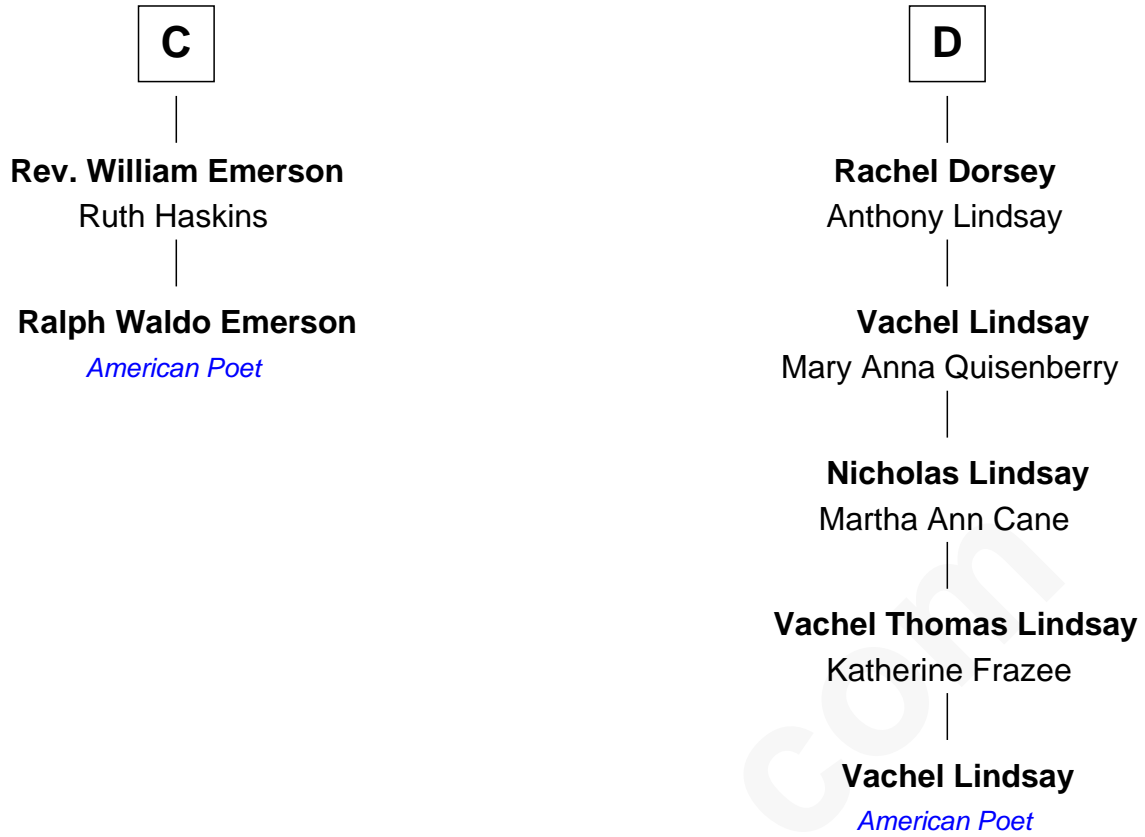 C
Rev. William Emerson
Ruth Haskins
Ralph Waldo Emerson
American Poet
D
Rachel Dorsey
Anthony Lindsay
Vachel Lindsay
Mary Anna Quisenberry
Nicholas Lindsay
Martha Ann Cane
Vachel Thomas Lindsay
Katherine Frazee
Vachel Lindsay
American Poet
com